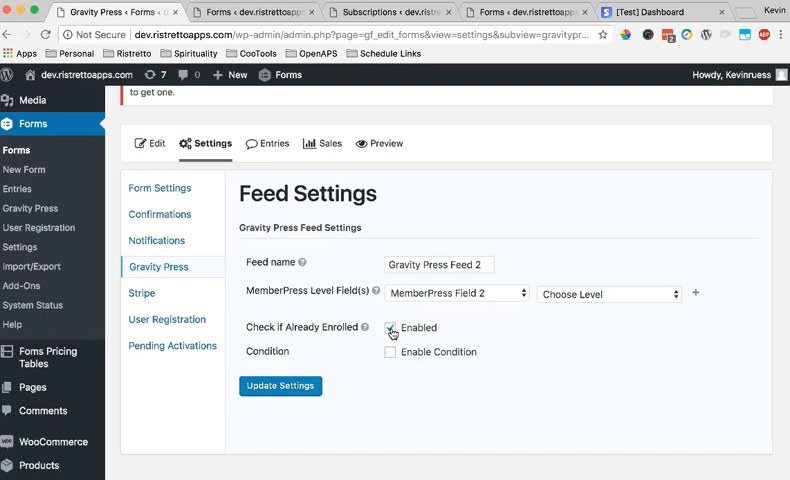 Gravity Press < Forms < d
Forms < dev.ristrettoapps
Subscriptions < dev.ristret
Forms < dev.ristrettoapps
[Test] Dashboard
Kevin
Not Secure dev.ristrettoapps.com/wp-admin/admin.php?page=gf_edit_forms&view=settings&subview=gravitypr...
Apps Personal Ristretto Spirituality CooTools OpenAPS Schedule Links
dev.ristrettoapps.com 7 0 + New Forms Howdy, Kevinruess
to get one.
Media
Forms
Forms
New Form
Entries
Gravity Press
User Registration
Settings
Import/Export
Add-Ons
System Status
Help
Foms Pricing
Tables
Pages
Comments
WooCommerce
Products
Edit Settings Entries Sales Preview
Form Settings
Confirmations
Notifications
Gravity Press
Stripe
User Registration
Pending Activations
Feed Settings
Gravity Press Feed Settings
Feed name Gravity Press Feed 2
MemberPress Level Field(s) MemberPress Field 2 Choose Level +
Check if Already Enrolled Enabled
Condition Enable Condition
Update Settings